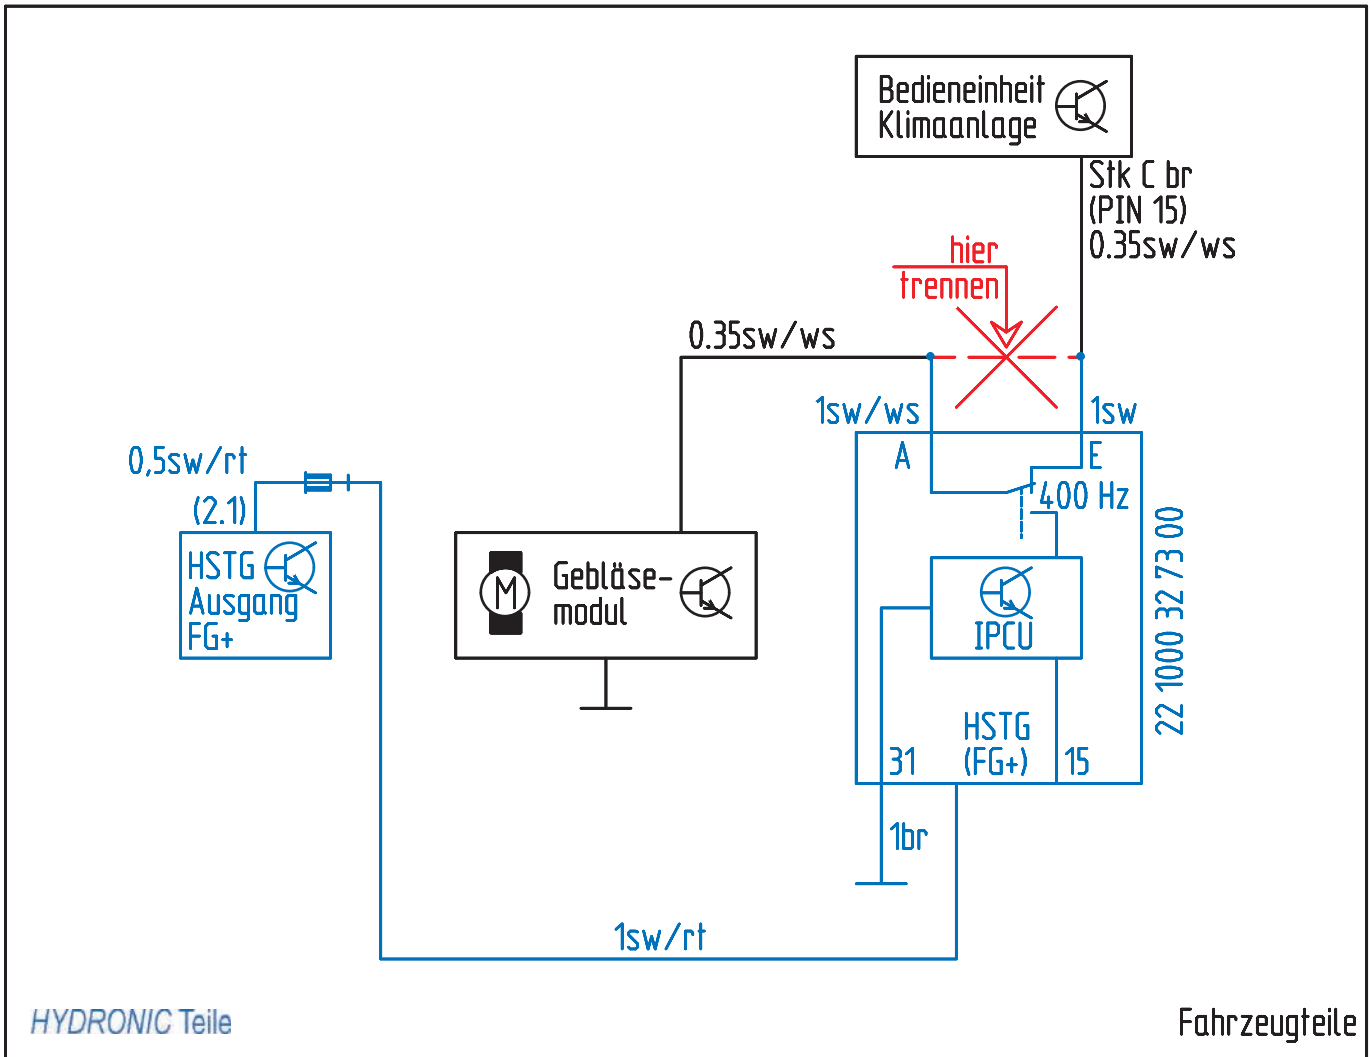 Bedieneinheit
Klimaanlage
Stk C br
(PIN 15)
0.35sw/ws
hier
trennen
0.35sw/ws
1sw/ws
1sw
A
E
400 Hz
0,5sw/rt
(2.1)
HSTG
Ausgang
FG+
M
Gebläse-
modul
IPCU
22 1000 32 73 00
HSTG
(FG+)
31
15
1br
1sw/rt
HYDRONIC Teile
Fahrzeugteile